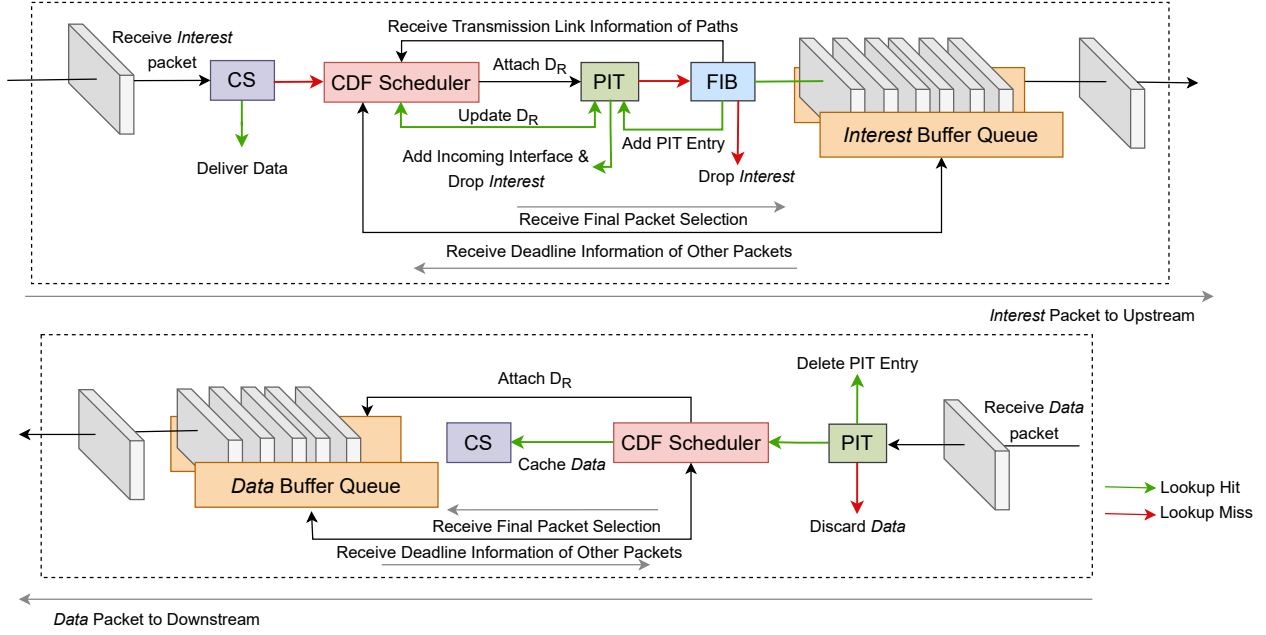 Receive Transmission Link Information of Paths
Receive Interest
packet
CS
CDF Scheduler
Attach D_R
PIT
FIB
Update D_R
Add PIT Entry
Interest Buffer Queue
Deliver Data
Add Incoming Interface &
Drop Interest
Drop Interest
Receive Final Packet Selection
Receive Deadline Information of Other Packets
Interest Packet to Upstream
Delete PIT Entry
Attach D_R
Receive Data
packet
CS
CDF Scheduler
PIT
Cache Data
Data Buffer Queue
Lookup Hit
Lookup Miss
Receive Final Packet Selection
Discard Data
Receive Deadline Information of Other Packets
Data Packet to Downstream